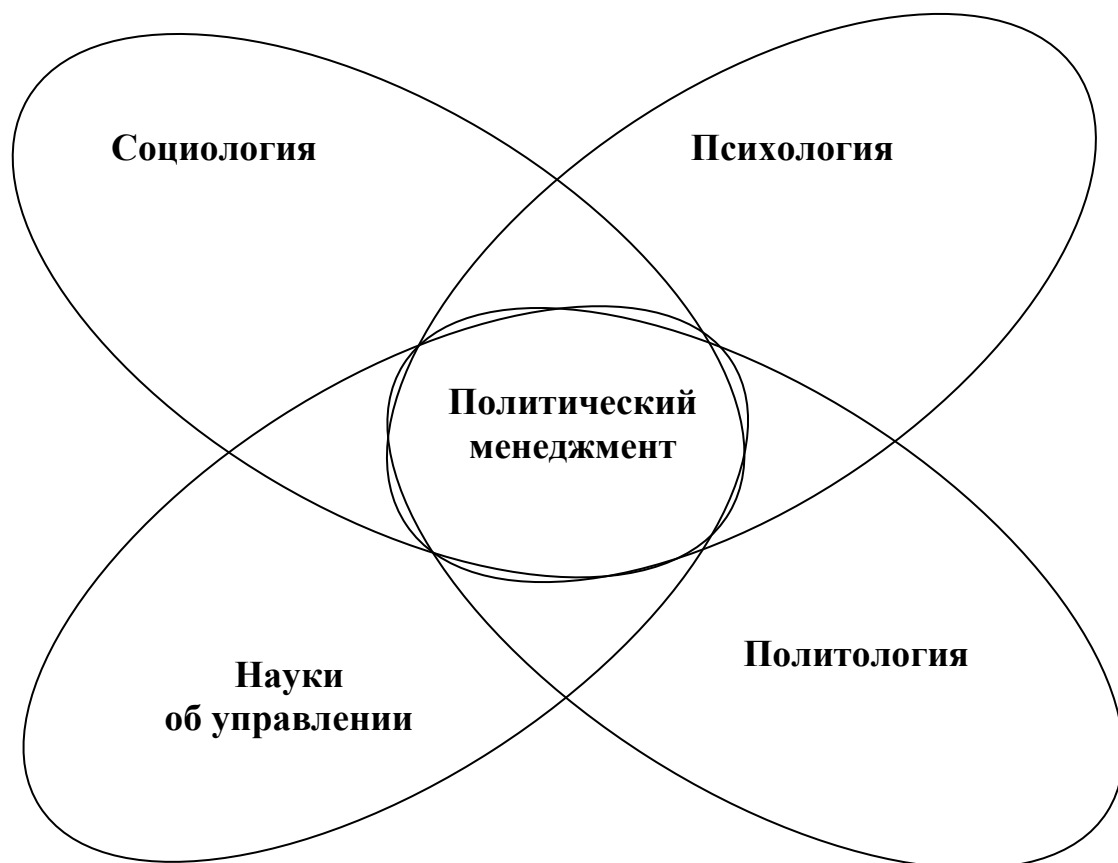 Социология
Психология
Политический
менеджмент
Политология
Науки
об управлении